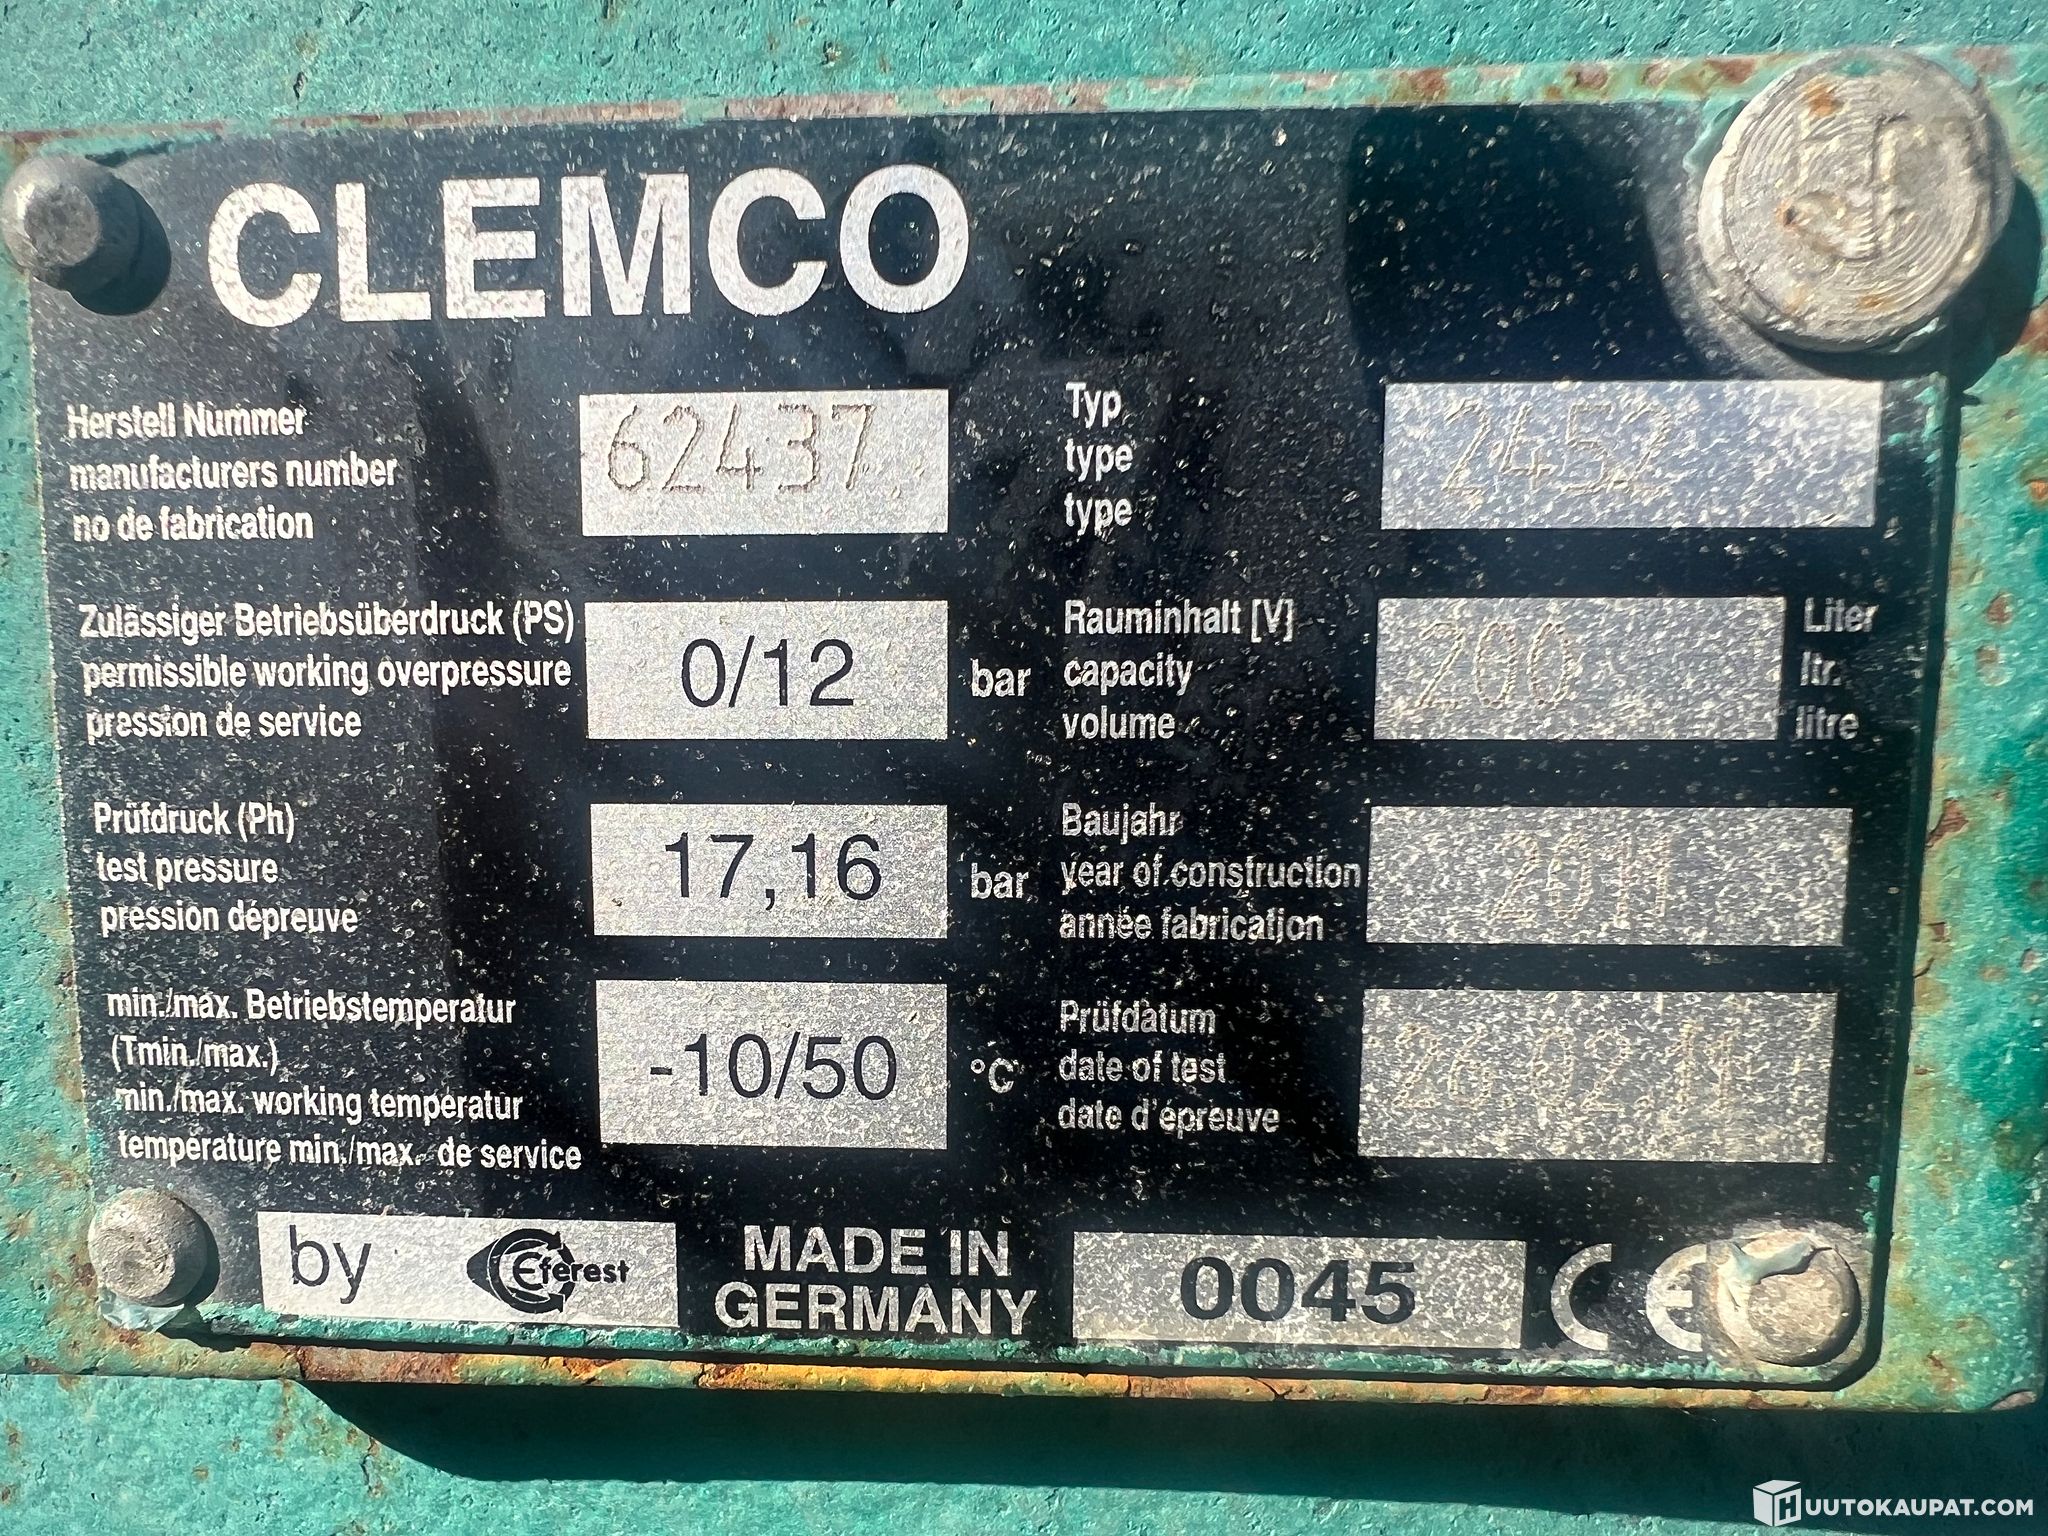 CLEMCO
Herstell Nummer
manufacturers number
no de fabrication
62437
Typ
type
type
2452
Zulässiger Betriebsüberdruck (PS)
permissible working overpressure
pression de service
0/12
bar
Rauminhalt [V]
capacity
volume
200
Liter
ltr.
litre
Prüfdruck (Ph)
test pressure
pression dépreuve
17,16
bar
Baujahr
year of construction
année fabrication
2011
min./max. Betriebstemperatur
(Tmin./max.)
min./max. working temperatur
température min./max. de service
-10/50
°C
Prüfdatum
date of test
date d'épreuve
26.02.11
by
Eferest
MADE IN
GERMANY
0045
CE
HUUTOKAUPAT.COM